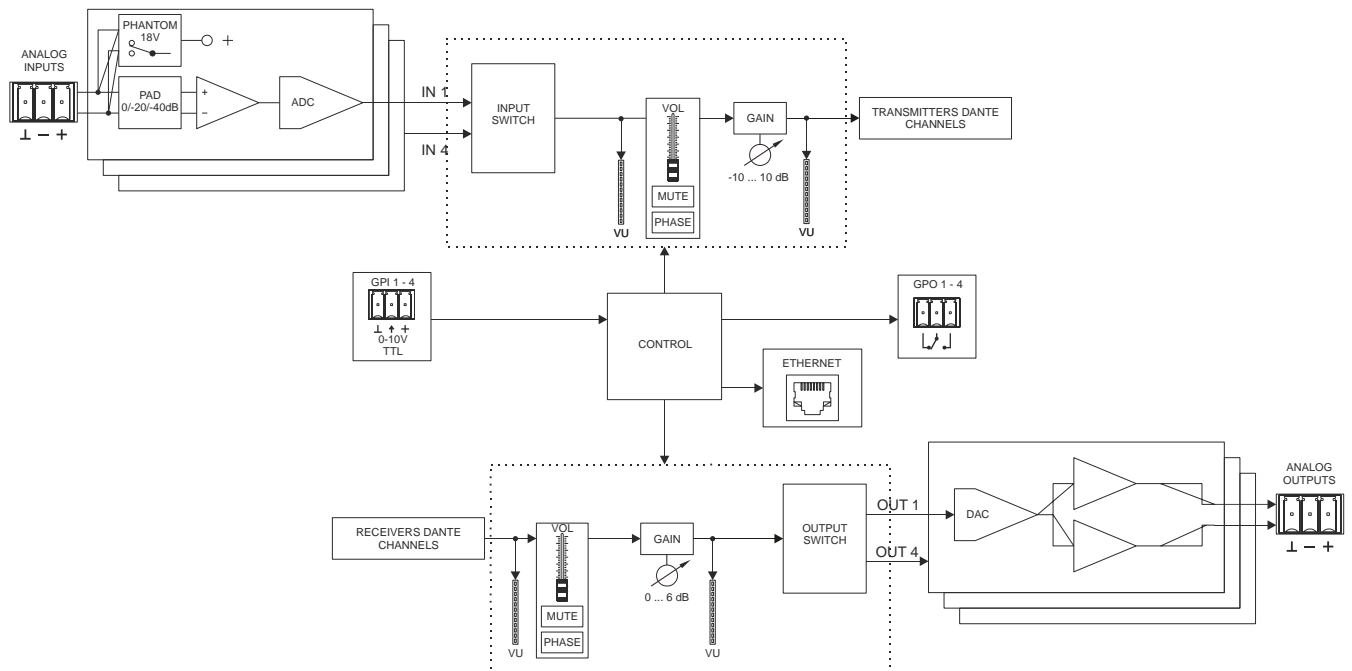 ANALOG
INPUTS
⊥ − +
PHANTOM
18V
+
PAD
0/-20/-40dB
+
−
ADC
IN 1
IN 4
INPUT
SWITCH
VU
VOL
MUTE
PHASE
GAIN
-10 ... 10 dB
VU
TRANSMITTERS DANTE
CHANNELS
GPI 1 - 4
⊥ ↑ +
0-10V
TTL
CONTROL
GPO 1 - 4
ETHERNET
RECEIVERS DANTE
CHANNELS
VU
VOL
MUTE
PHASE
GAIN
0 ... 6 dB
VU
OUTPUT
SWITCH
OUT 1
OUT 4
DAC
ANALOG
OUTPUTS
⊥ − +